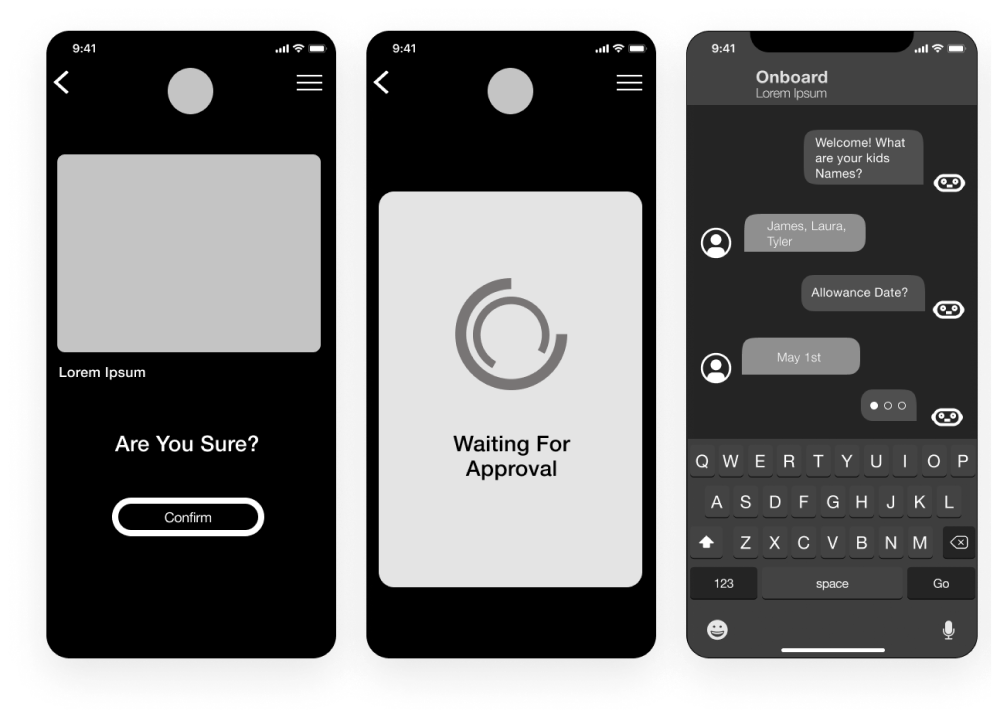 9:41
Lorem Ipsum
Are You Sure?
Confirm
9:41
Waiting For
Approval
9:41
Onboard
Lorem Ipsum
Welcome! What
are your kids
Names?
James, Laura,
Tyler
Allowance Date?
May 1st
Q W E R T Y U I O P
A S D F G H J K L
Z X C V B N M
123 space Go